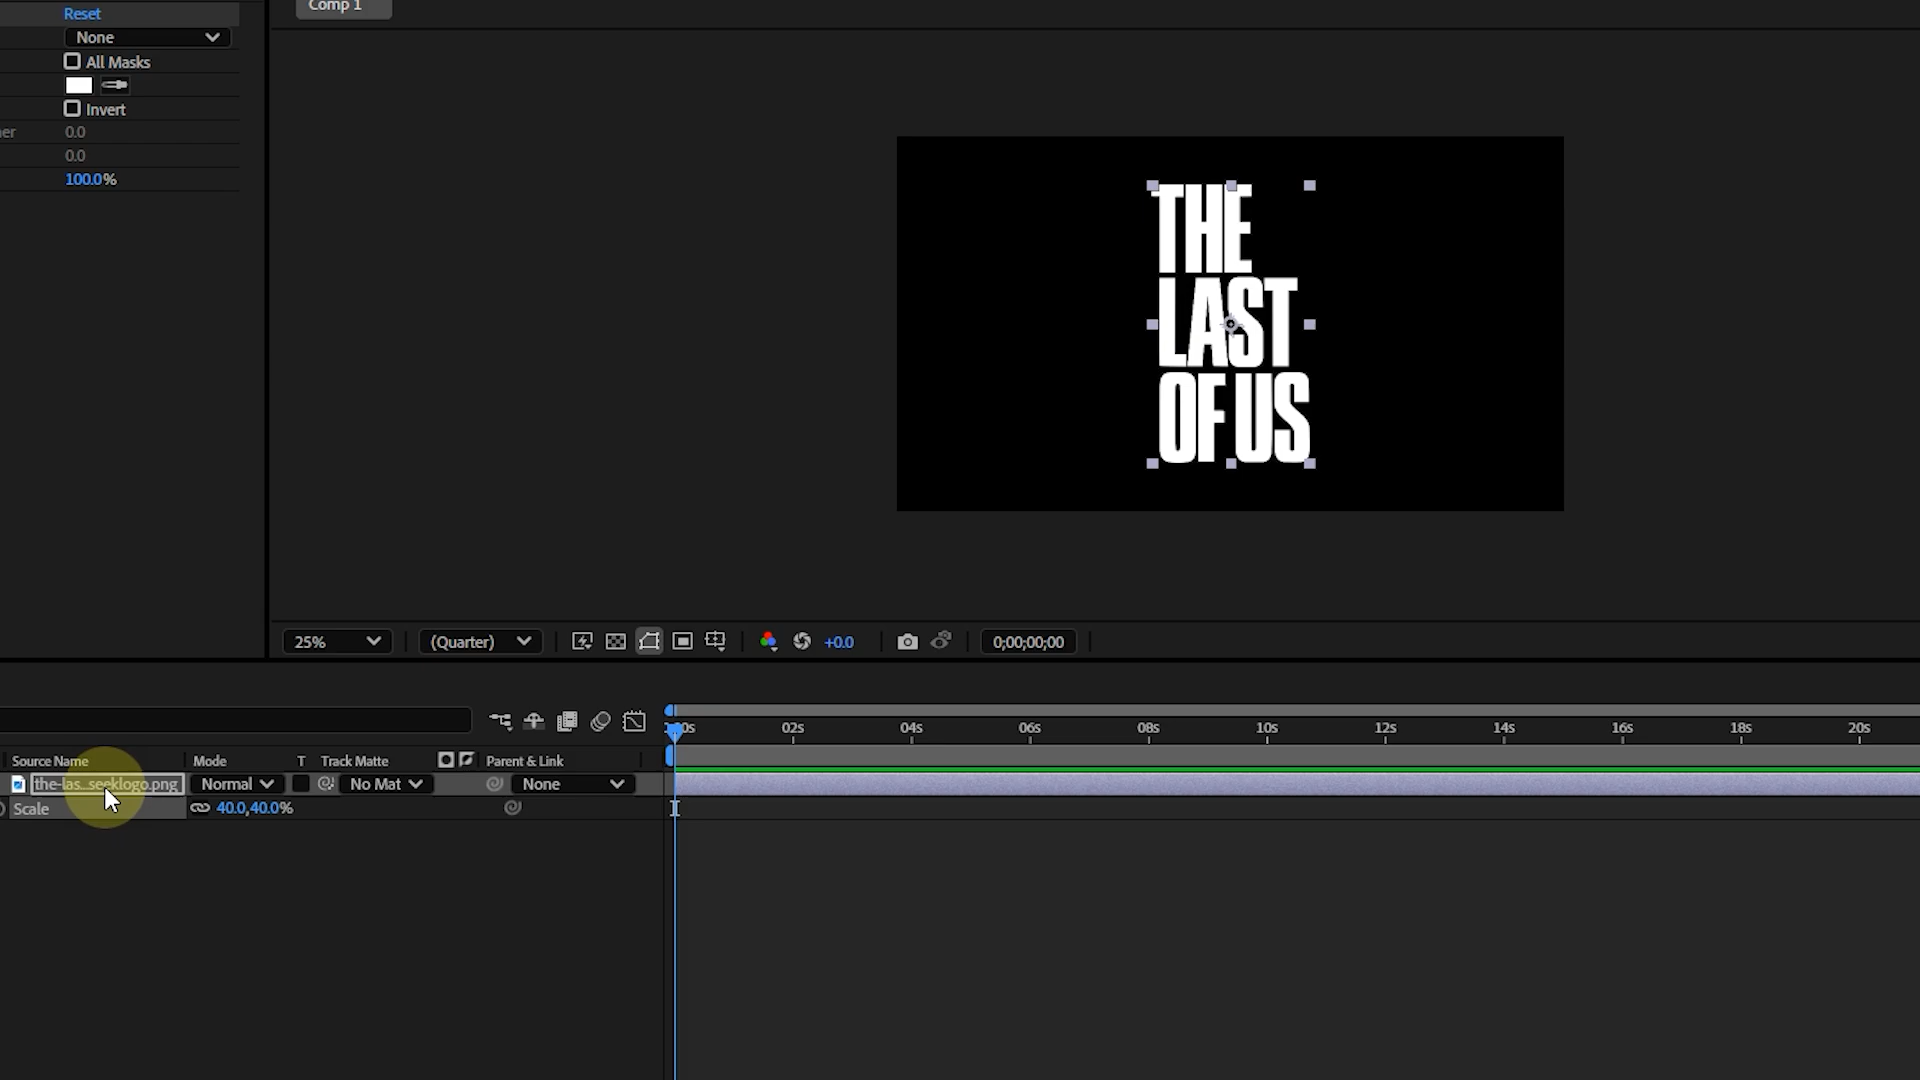 Reset
Comp 1
None
All Masks
Invert
0.0
0.0
100.0%
THE
LAST
OF US
25%
(Quarter)
+0.0
0;00;00;00
02s
04s
06s
08s
10s
12s
14s
16s
18s
20s
Source Name
Mode
T
Track Matte
Parent & Link
the-las...seeklogo.png
Normal
No Mat
None
Scale
40.0,40.0%